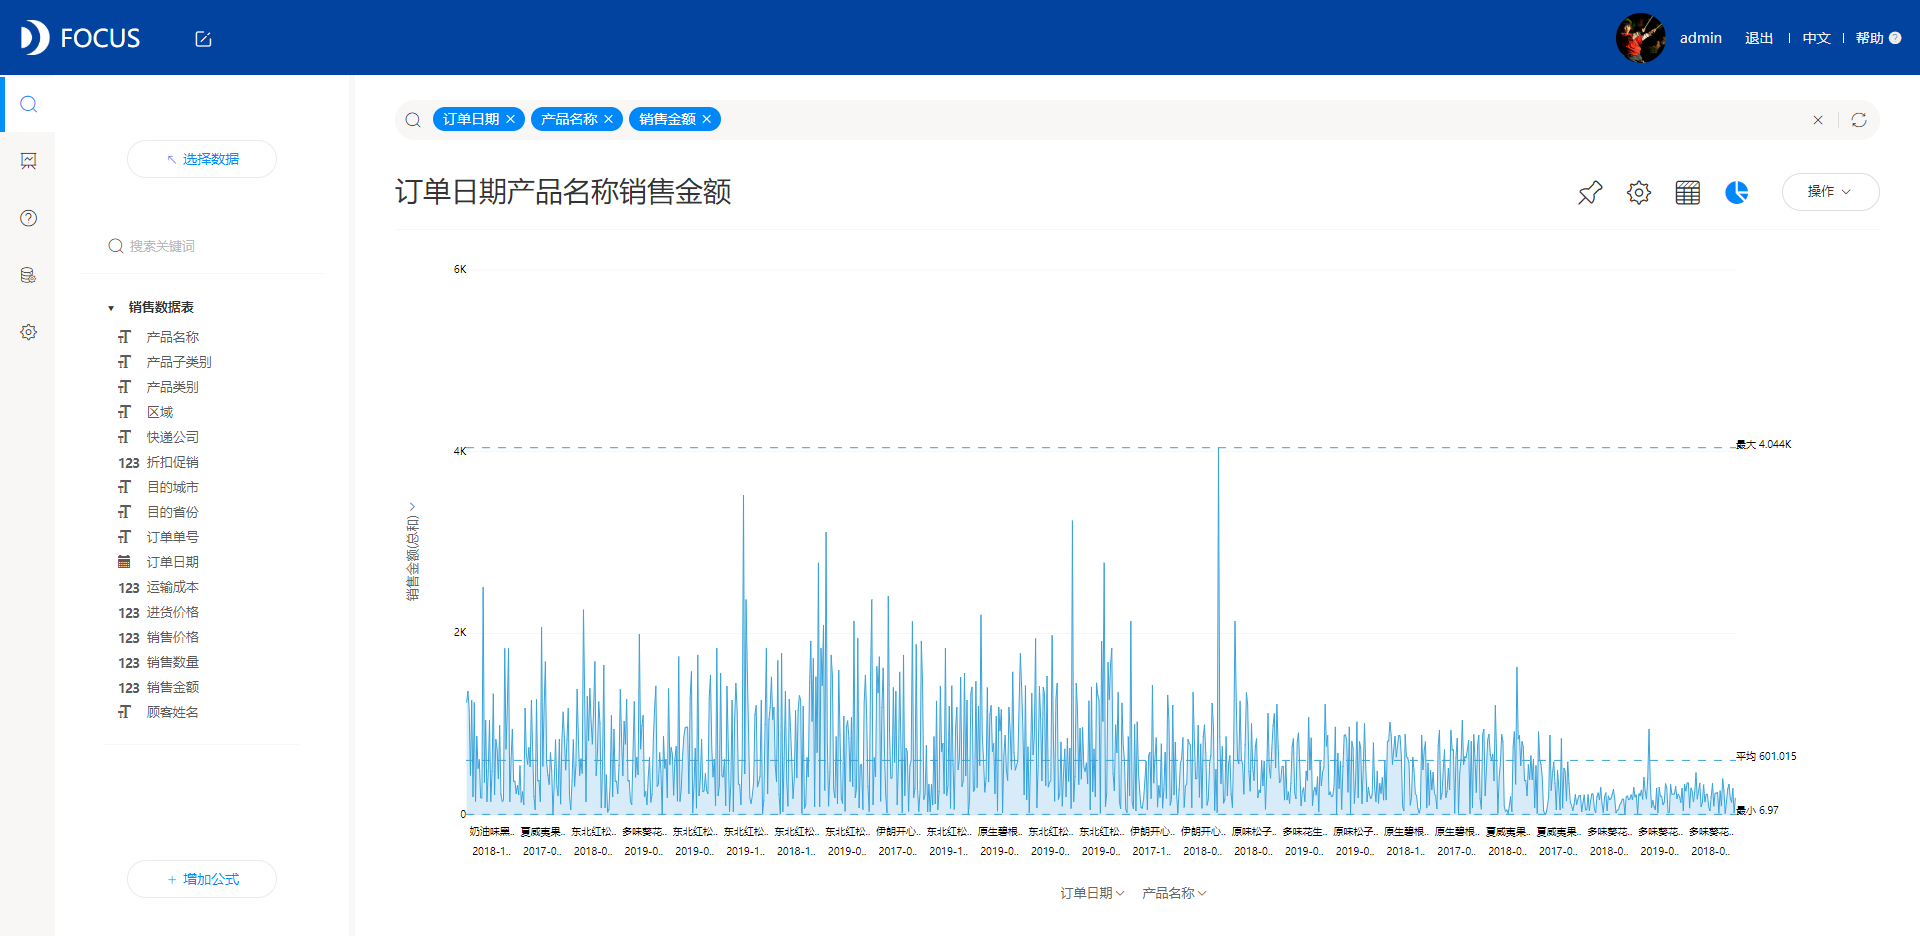 FOCUS
admin 退出 中文 帮助 ?
订单日期 产品名称 销售金额
选择数据
搜索关键词
销售数据表
产品名称
产品子类别
产品类别
区域
快递公司
123 折扣促销
目的城市
目的省份
订单单号
订单日期
123 运输成本
123 进货价格
123 销售价格
123 销售数量
123 销售金额
顾客姓名
+ 增加公式
订单日期产品名称销售金额
操作
6K
4K
2K
0
销售金额(总和)
最大 4.044K
平均 601.015
最小 6.97
奶油味黑.. 夏威夷果.. 东北红松.. 多味葵花.. 东北红松.. 东北红松.. 东北红松.. 东北红松.. 伊朗开心.. 东北红松.. 原生碧根.. 东北红松.. 东北红松.. 伊朗开心.. 伊朗开心.. 原味松子.. 多味花生.. 原味松子.. 原生碧根.. 原生碧根.. 夏威夷果.. 夏威夷果.. 多味葵花.. 多味葵花.. 多味葵花..
2018-1.. 2017-0.. 2018-0.. 2019-0.. 2019-0.. 2019-1.. 2018-1.. 2019-0.. 2017-0.. 2019-1.. 2019-0.. 2019-0.. 2019-0.. 2017-1.. 2018-0.. 2018-0.. 2019-0.. 2019-0.. 2018-1.. 2017-0.. 2018-0.. 2017-0.. 2018-0.. 2019-0.. 2018-0..
订单日期 产品名称